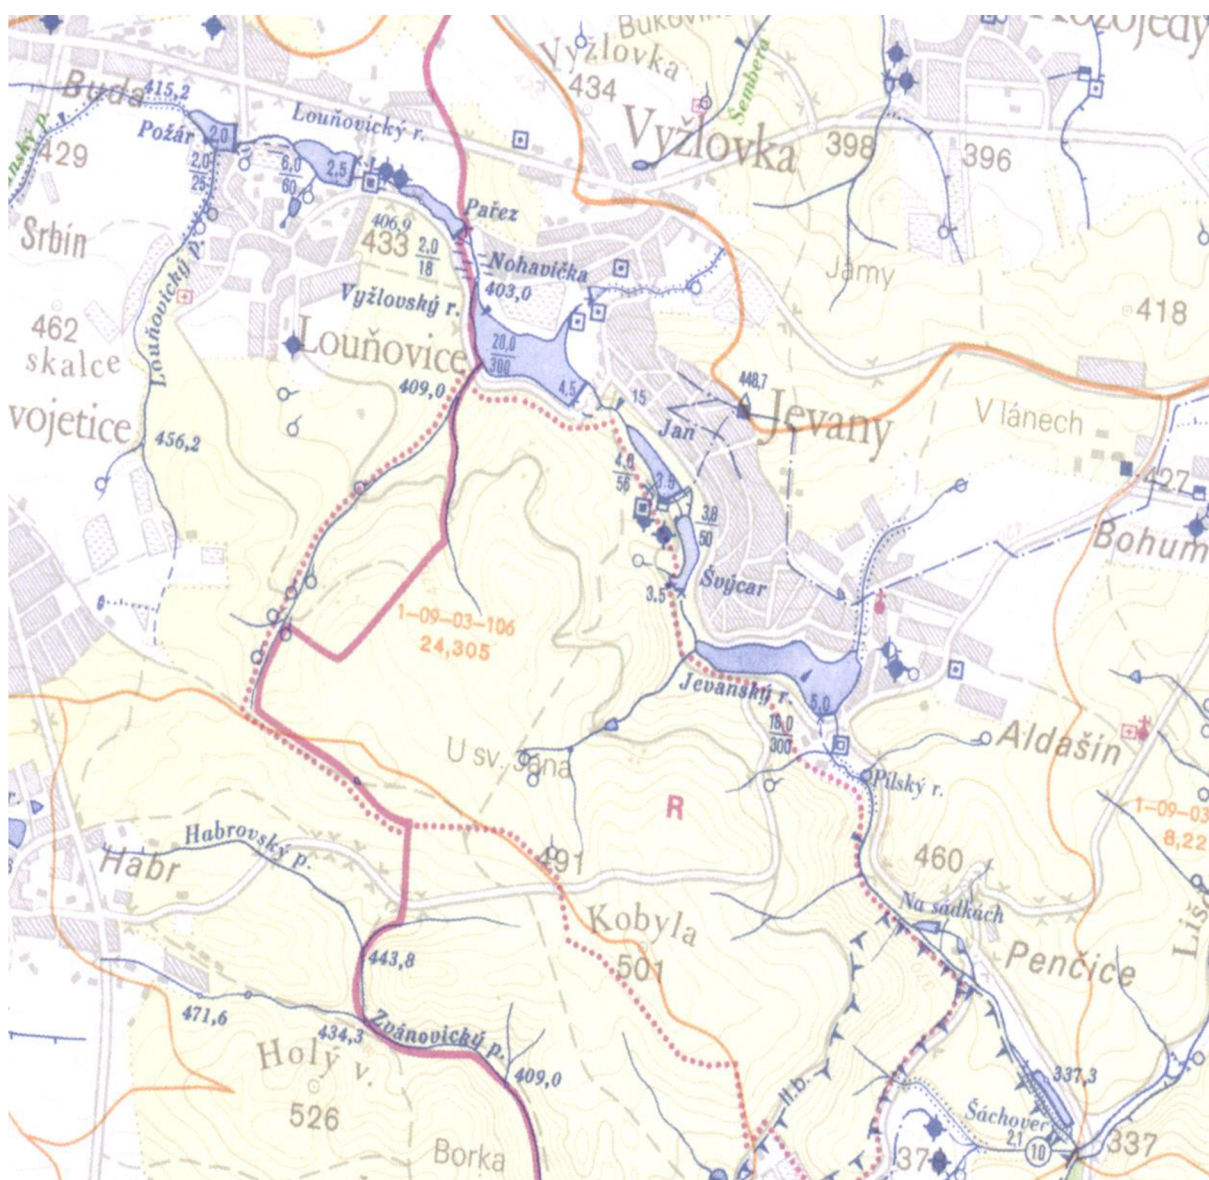 Vyžlovka
434
Šembera
Kozojedy
Buda
415,2
Požár
2,0
Louňovický r.
429
2,0
25
6,0
60
2,5
Vyžlovka
398
396
Srbín
Louňovický p.
406,9
433
2,0
18
Pařez
Nohavička
403,0
Jámy
418
462
skalce
Vyžlovský r.
Louňovice
20,0
300
4,5
409,0
vojetice
456,2
15
Jan
448,7
Jevany
V lánech
427
4,6
56
3.5
3,8
50
Bohum
Švýcar
3,5
1-09-03-106
24,305
Jevanský r.
5,0
18,0
300
U sv. Jana
Aldašín
Pilský r.
R
1-09-03
8,22
Habrovský p.
Habr
491
460
Na sádkách
Kobyla
501
Penčice
443,8
471,6
434,3
Zvánovický p.
409,0
Holý v.
526
H.b.
337,3
Šáchovec
2,1
10
337
Borka
37